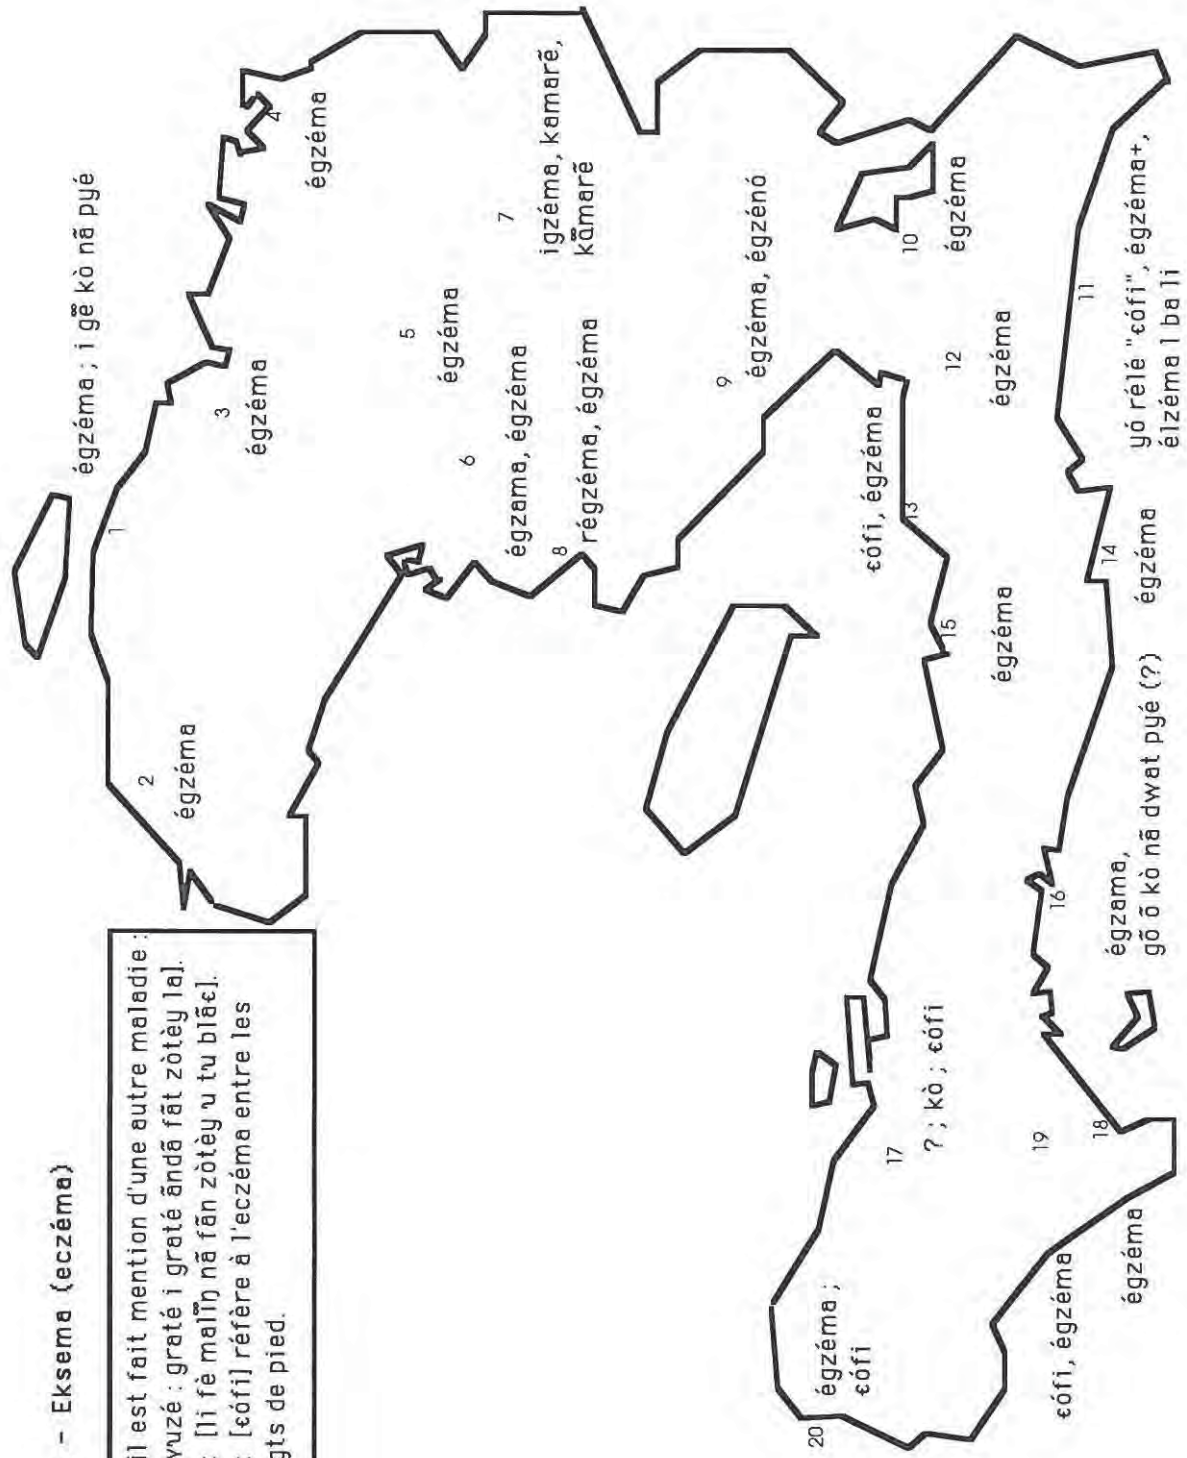 – Eksema (eczéma)
il est fait mention d'une autre maladie :
yuzé : graté i graté ãndã fãt zòtèy la].
[li fè malĩŋ nã fãn zòtèy u tu blãɛ].
[ɛófi] réfère à l'eczéma entre les
gts de pied.
1
égzéma ; i gẽ kò nã pyé
2
égzéma
3
égzéma
4
égzéma
5
égzéma
6
égzama, égzéma
7
igzéma, kamarẽ,
kãmarẽ
8
régzéma, égzéma
9
égzéma, égzénó
10
égzéma
11
yó rélé "ɛófi", égzéma+,
élzéma l ba li
12
égzéma
13
ɛófi, égzéma
14
égzéma
15
égzéma
16
égzama,
gõ õ kò nã dwat pyé (?)
17
? ; kò ; ɛófi
18
égzéma
19
ɛófi, égzéma
20
égzéma ;
ɛófi